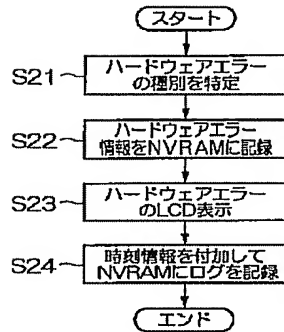 スタート
S21
ハードウェアエラー
の種別を特定
S22
ハードウェアエラー
情報をNVRAMに記録
S23
ハードウェアエラー
のLCD表示
S24
時刻情報を付加して
NVRAMにログを記録
エンド